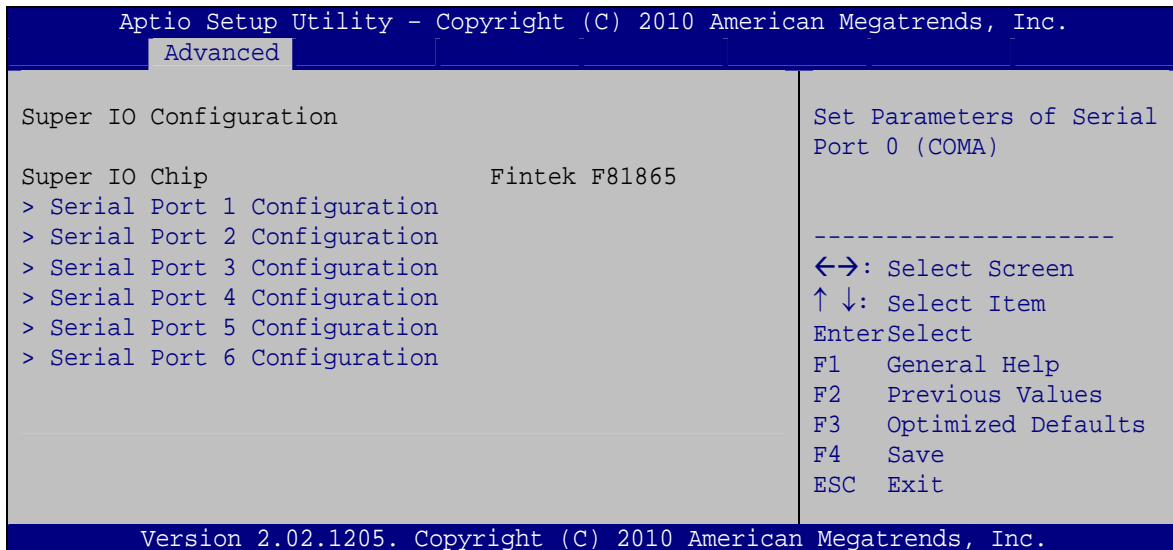 Aptio Setup Utility – Copyright (C) 2010 American Megatrends, Inc.
Advanced
Super IO Configuration
Super IO Chip Fintek F81865
> Serial Port 1 Configuration
> Serial Port 2 Configuration
> Serial Port 3 Configuration
> Serial Port 4 Configuration
> Serial Port 5 Configuration
> Serial Port 6 Configuration
Set Parameters of Serial
Port 0 (COMA)
---------------------
←→: Select Screen
↑ ↓: Select Item
EnterSelect
F1 General Help
F2 Previous Values
F3 Optimized Defaults
F4 Save
ESC Exit
Version 2.02.1205. Copyright (C) 2010 American Megatrends, Inc.